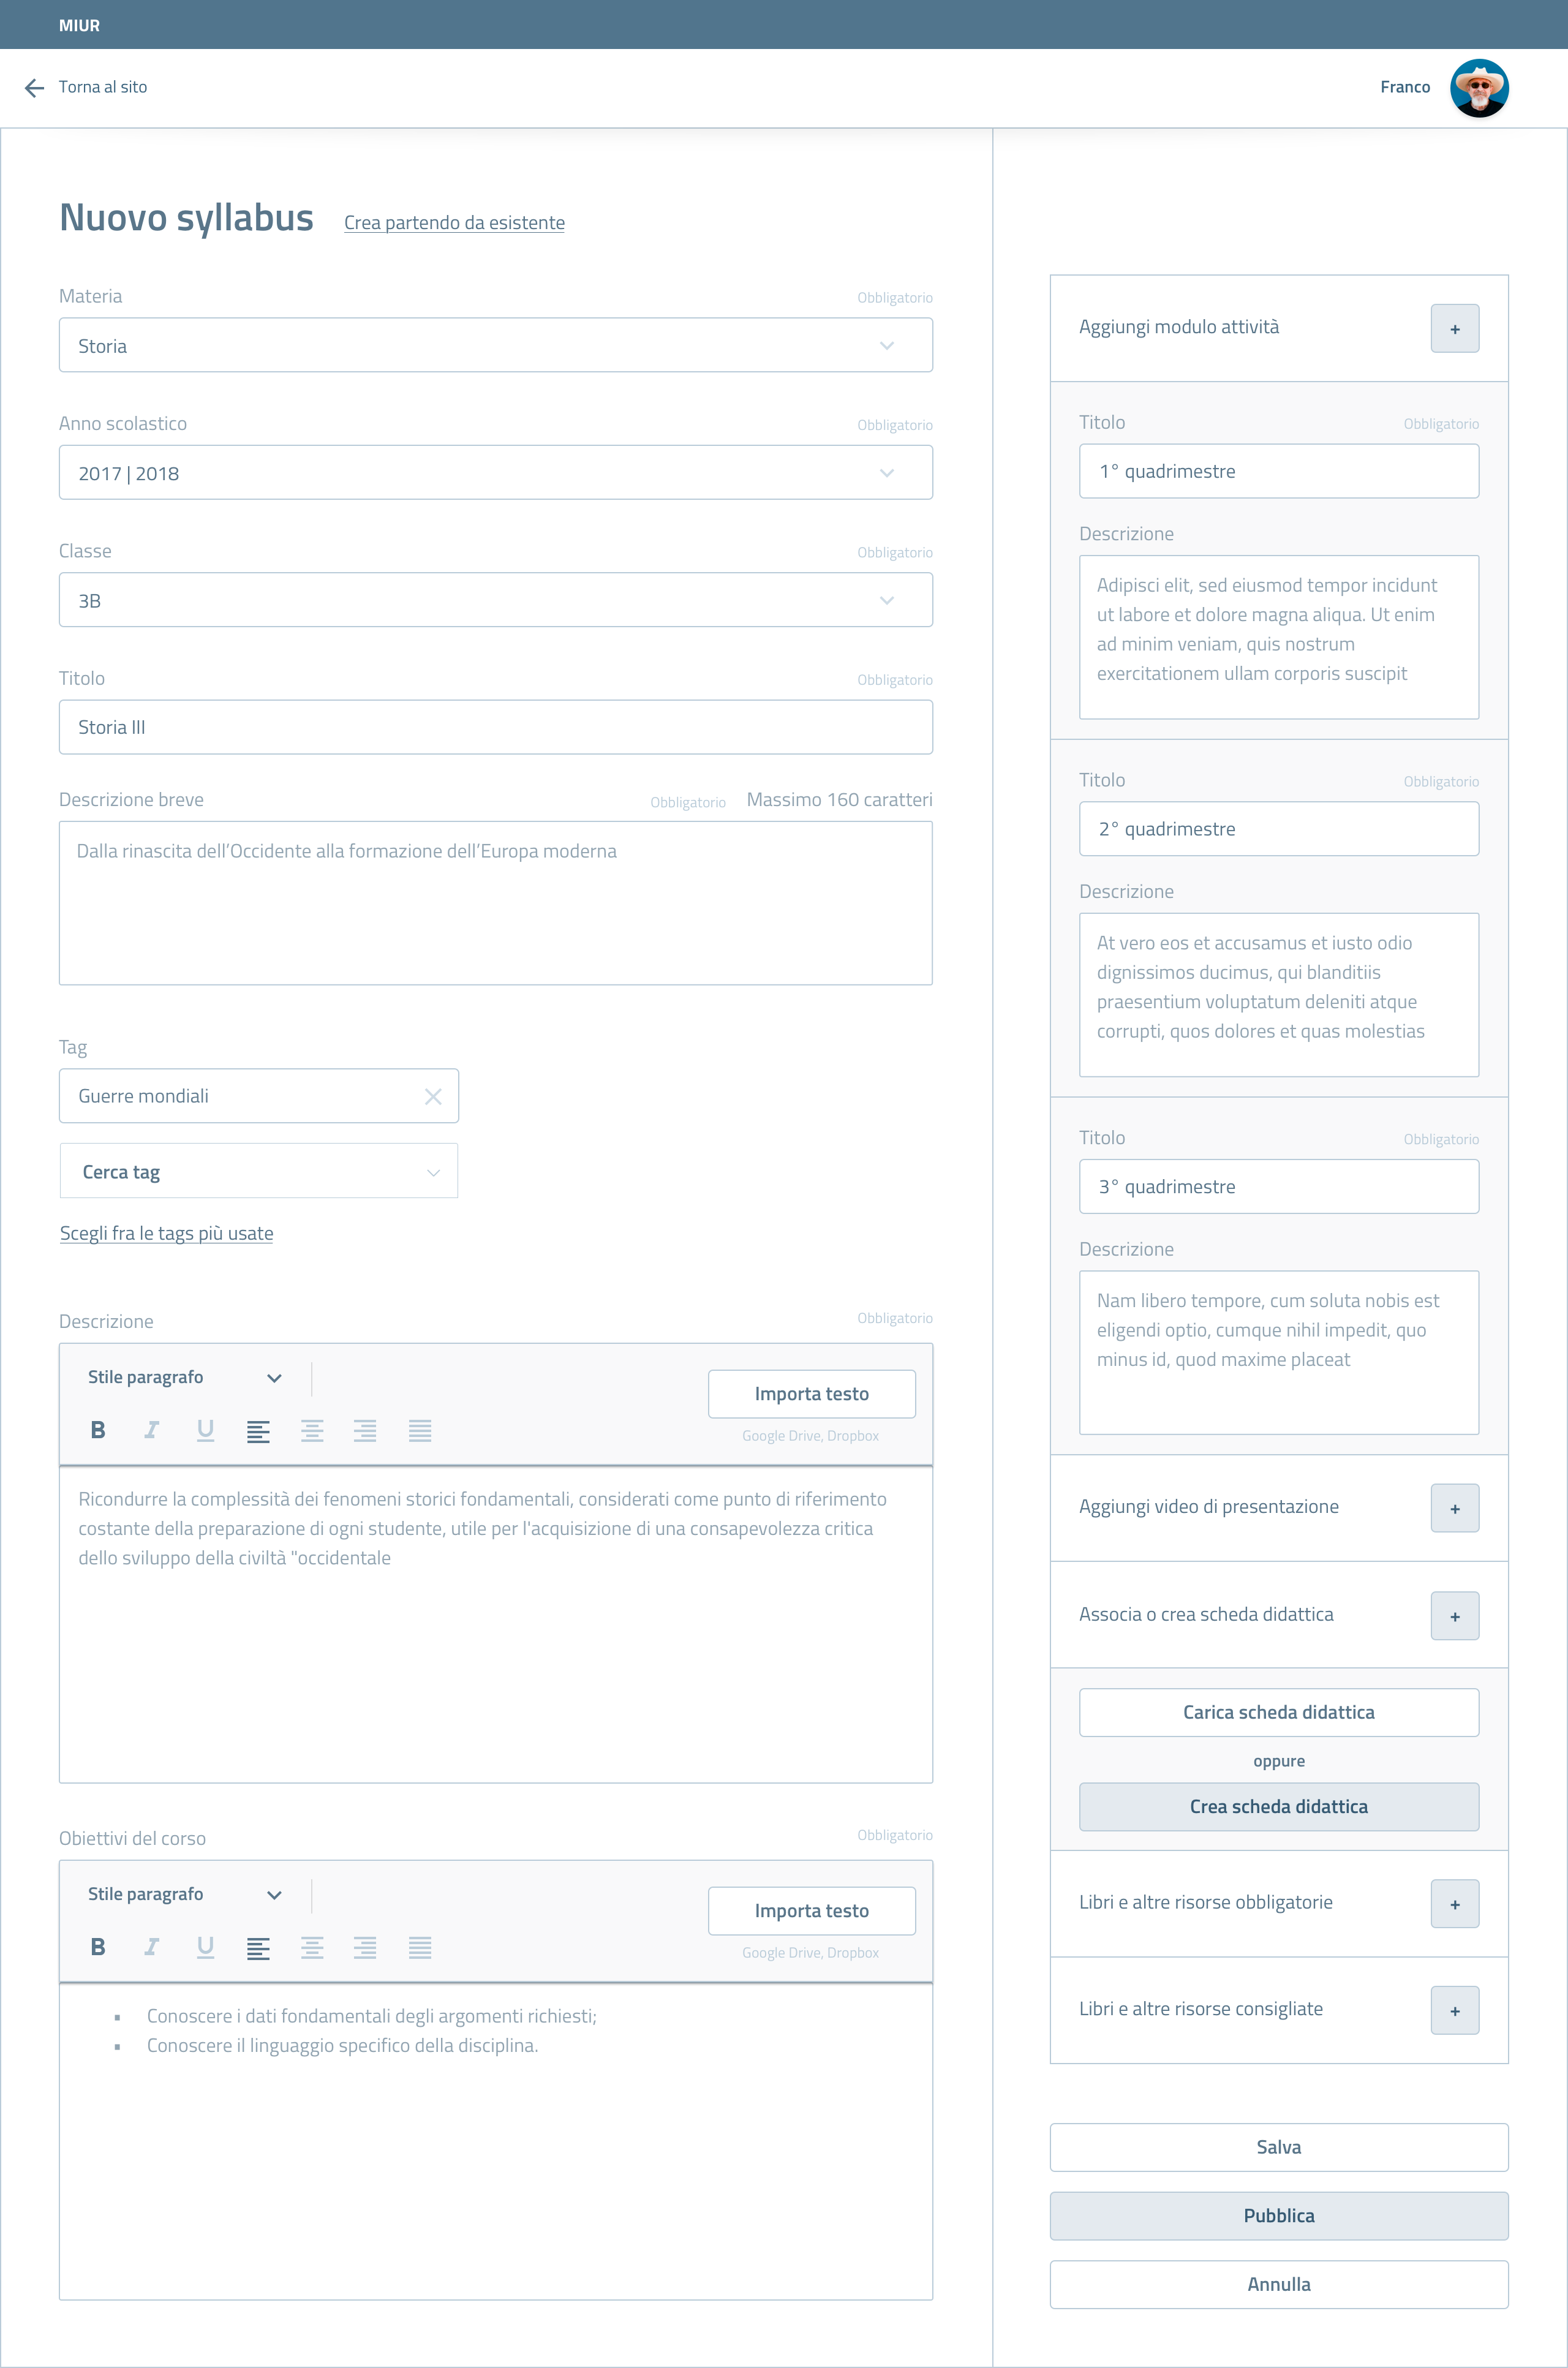 MIUR
Torna al sito
Franco
Nuovo syllabus
Crea partendo da esistente
Materia
Obbligatorio
Storia
Anno scolastico
Obbligatorio
2017 | 2018
Classe
Obbligatorio
3B
Titolo
Obbligatorio
Storia III
Descrizione breve
Obbligatorio
Massimo 160 caratteri
Dalla rinascita dell’Occidente alla formazione dell’Europa moderna
Tag
Guerre mondiali
Cerca tag
Scegli fra le tags più usate
Descrizione
Obbligatorio
Stile paragrafo
Importa testo
B I U
Google Drive, Dropbox
Ricondurre la complessità dei fenomeni storici fondamentali, considerati come punto di riferimento
costante della preparazione di ogni studente, utile per l'acquisizione di una consapevolezza critica
dello sviluppo della civiltà "occidentale
Obiettivi del corso
Obbligatorio
Stile paragrafo
Importa testo
B I U
Google Drive, Dropbox
▪ Conoscere i dati fondamentali degli argomenti richiesti;
▪ Conoscere il linguaggio specifico della disciplina.
Aggiungi modulo attività
+
Titolo
Obbligatorio
1° quadrimestre
Descrizione
Adipisci elit, sed eiusmod tempor incidunt
ut labore et dolore magna aliqua. Ut enim
ad minim veniam, quis nostrum
exercitationem ullam corporis suscipit
Titolo
Obbligatorio
2° quadrimestre
Descrizione
At vero eos et accusamus et iusto odio
dignissimos ducimus, qui blanditiis
praesentium voluptatum deleniti atque
corrupti, quos dolores et quas molestias
Titolo
Obbligatorio
3° quadrimestre
Descrizione
Nam libero tempore, cum soluta nobis est
eligendi optio, cumque nihil impedit, quo
minus id, quod maxime placeat
Aggiungi video di presentazione
+
Associa o crea scheda didattica
+
Carica scheda didattica
oppure
Crea scheda didattica
Libri e altre risorse obbligatorie
+
Libri e altre risorse consigliate
+
Salva
Pubblica
Annulla